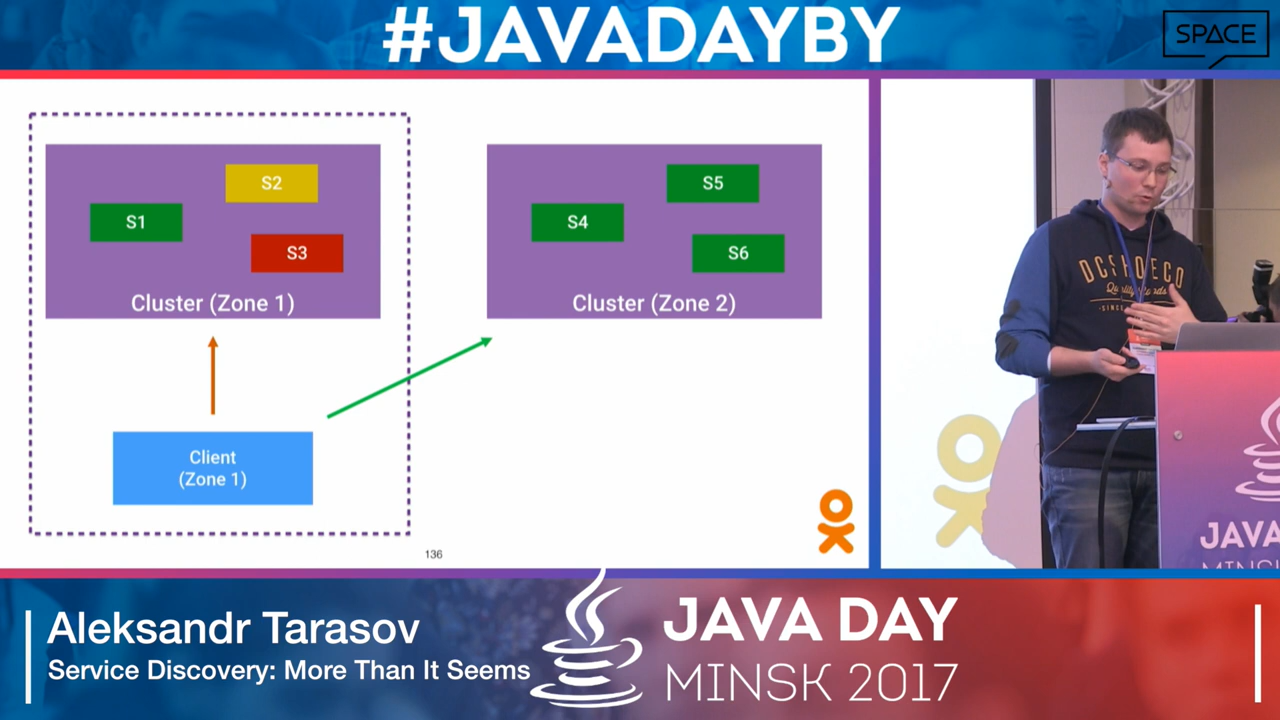 #JAVADAYBY
SPACE
S2
S1
S3
Cluster (Zone 1)
S5
S4
S6
Cluster (Zone 2)
Client
(Zone 1)
136
Aleksandr Tarasov
Service Discovery: More Than It Seems
JAVA DAY
MINSK 2017